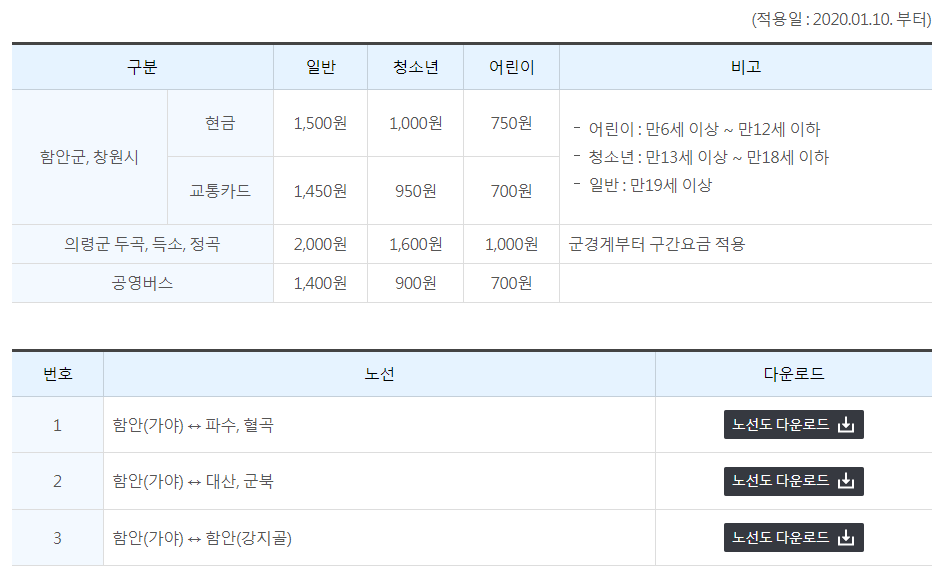 (적용일 : 2020.01.10. 부터)
구분 일반 청소년 어린이 비고
함안군, 창원시 현금 1,500원 1,000원 750원
- 어린이 : 만6세 이상 ~ 만12세 이하
- 청소년 : 만13세 이상 ~ 만18세 이하
- 일반 : 만19세 이상
교통카드 1,450원 950원 700원
의령군 두곡, 득소, 정곡 2,000원 1,600원 1,000원 군경계부터 구간요금 적용
공영버스 1,400원 900원 700원
번호 노선 다운로드
1 함안(가야) ↔ 파수, 혈곡 노선도 다운로드
2 함안(가야) ↔ 대산, 군북 노선도 다운로드
3 함안(가야) ↔ 함안(강지골) 노선도 다운로드